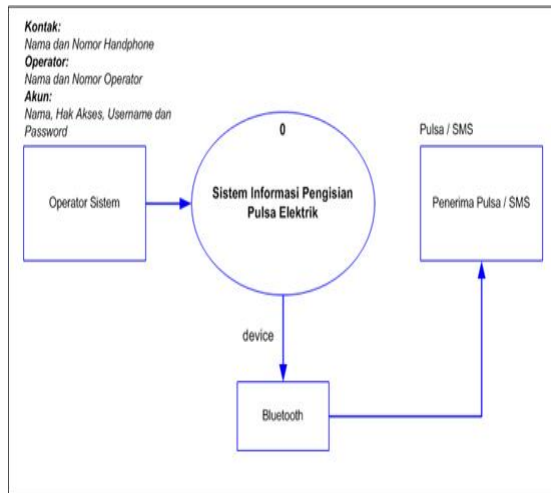 Kontak:
Nama dan Nomor Handphone
Operator:
Nama dan Nomor Operator
Akun:
Nama, Hak Akses, Username dan
Password
Operator Sistem
0
Sistem Informasi Pengisian
Pulsa Elektrik
Pulsa / SMS
Penerima Pulsa / SMS
device
Bluetooth